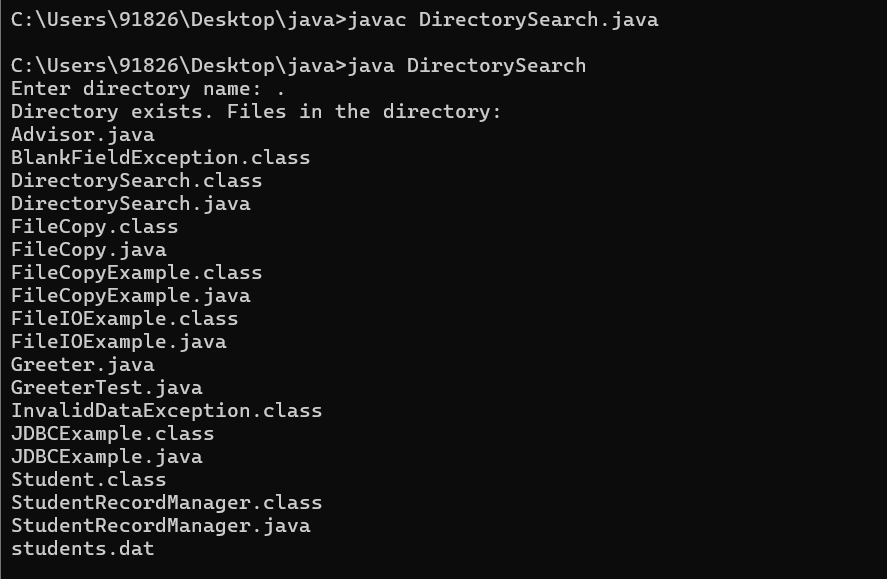 C:\Users\91826\Desktop\java>javac DirectorySearch.java
C:\Users\91826\Desktop\java>java DirectorySearch
Enter directory name: .
Directory exists. Files in the directory:
Advisor.java
BlankFieldException.class
DirectorySearch.class
DirectorySearch.java
FileCopy.class
FileCopy.java
FileCopyExample.class
FileCopyExample.java
FileIOExample.class
FileIOExample.java
Greeter.java
GreeterTest.java
InvalidDataException.class
JDBCExample.class
JDBCExample.java
Student.class
StudentRecordManager.class
StudentRecordManager.java
students.dat